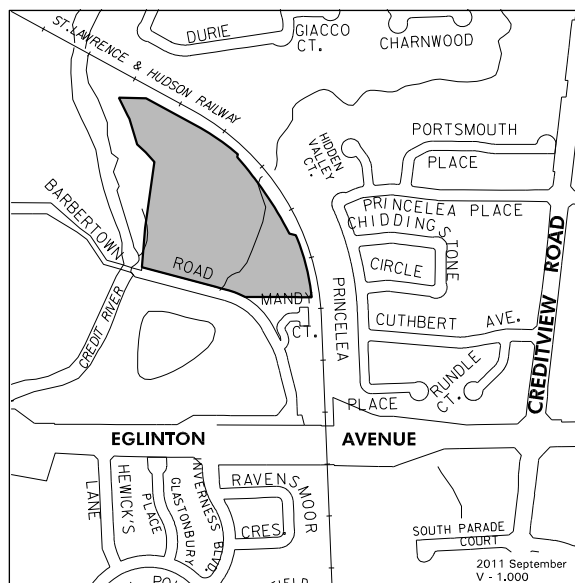 DURIE
GIACCO
CT.
CHARNWOOD
ST. LAWRENCE & HUDSON RAILWAY
PORTSMOUTH
PLACE
HIDDEN
VALLEY
CT.
BARBERTOWN
ROAD
PRINCELEA PLACE
CHIDDINGSTONE
CIRCLE
CREDIT RIVER
MANDY
CT.
PRINCELEA
PLACE
CUTHBERT AVE.
RUNDLE
CT.
CREDITVIEW ROAD
EGLINTON AVENUE
HEWICK'S
LANE
GLASTONBURY
PLACE
INVERNESS BLVD.
RAVENSMOOR
CRES.
SOUTH PARADE
COURT
2011 September
V - 1.000